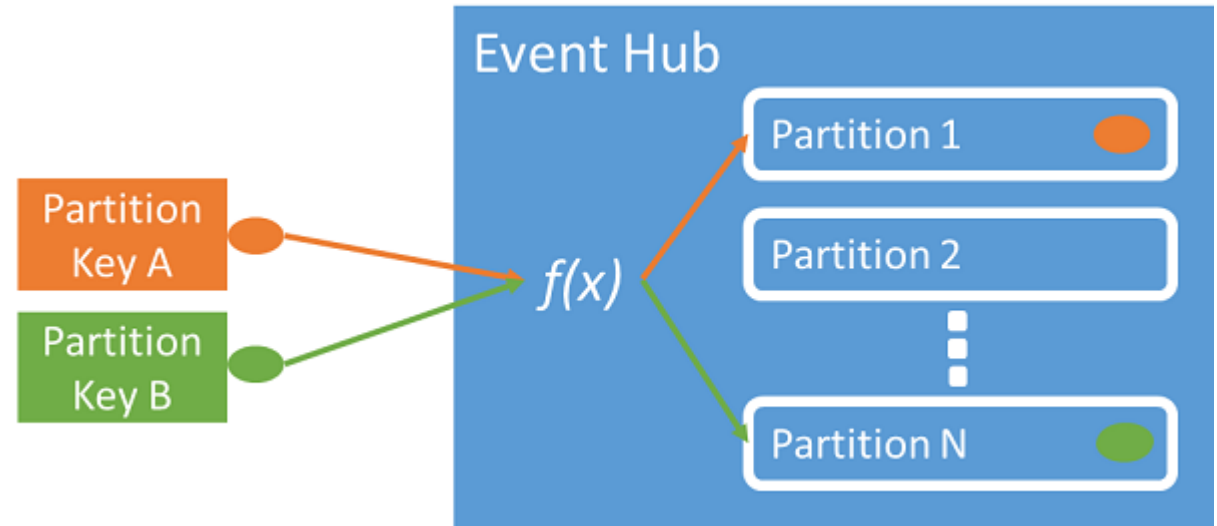 Event Hub
Partition
Key A
Partition
Key B
f(x)
Partition 1
Partition 2
Partition N